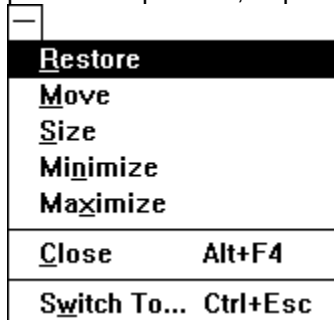 Restore
Move
Size
Minimize
Maximize
Close Alt+F4
Switch To... Ctrl+Esc